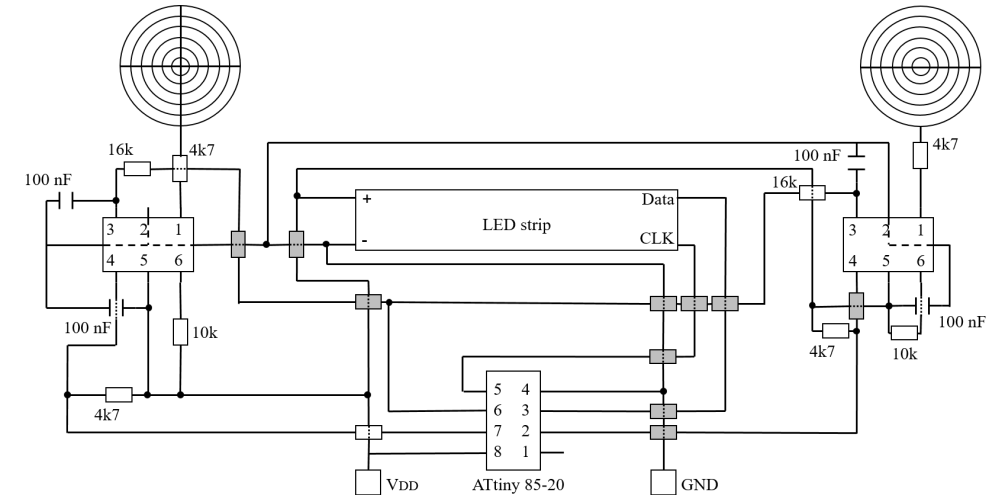 16k
4k7
100 nF
3 2 1
4 5 6
100 nF
10k
4k7
+
Data
LED strip
-
CLK
4k7
100 nF
16k
3 2 1
4 5 6
100 nF
4k7
10k
5 4
6 3
7 2
8 1
VDD
ATtiny 85-20
GND